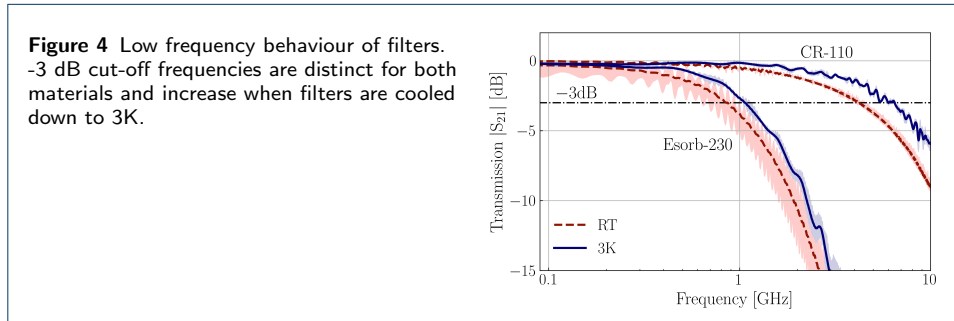 Figure 4 Low frequency behaviour of filters.
-3 dB cut-off frequencies are distinct for both
materials and increase when filters are cooled
down to 3K.
CR-110
0
−3dB
−5
Esorb-230
−10
RT
3K
−15
0.1
1
10
Transmission |S21| [dB]
Frequency [GHz]